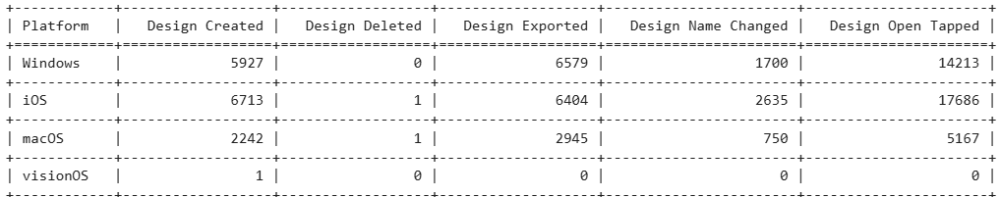 +------------+------------------+------------------+-------------------+-----------------------+----------------------+
| Platform   |   Design Created |   Design Deleted |   Design Exported |   Design Name Changed |   Design Open Tapped |
+============+==================+==================+===================+=======================+======================+
| Windows    |             5927 |                0 |              6579 |                  1700 |                14213 |
+------------+------------------+------------------+-------------------+-----------------------+----------------------+
| iOS        |             6713 |                1 |              6404 |                  2635 |                17686 |
+------------+------------------+------------------+-------------------+-----------------------+----------------------+
| macOS      |             2242 |                1 |              2945 |                   750 |                 5167 |
+------------+------------------+------------------+-------------------+-----------------------+----------------------+
| visionOS   |                1 |                0 |                 0 |                     0 |                    0 |
+------------+------------------+------------------+-------------------+-----------------------+----------------------+